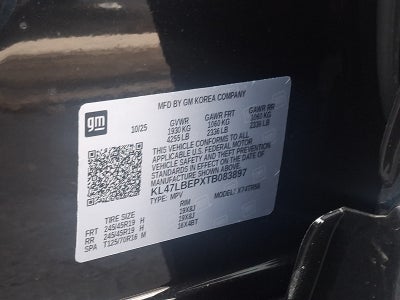 gm
MFD BY GM KOREA COMPANY
10/25
GVWR GAWR FRT GAWR RR
1930 KG 1060 KG 1060 KG
4255 LB 2336 LB 2336 LB
THIS VEHICLE CONFORMS TO ALL
APPLICABLE U.S. FEDERAL MOTOR
VEHICLE SAFETY AND THEFT PREVENTION
STANDARDS IN EFFECT ON THE DATE OF
MANUFACTURE SHOWN ABOVE.
KL47LBEPXTB083897
TYPE: MPV MODEL:
TIRE SIZE RIM
FRT 245/45R19 H 19X8J
RR 245/45R19 H 19X8J
SPA T125/70R16 M 16X4BT